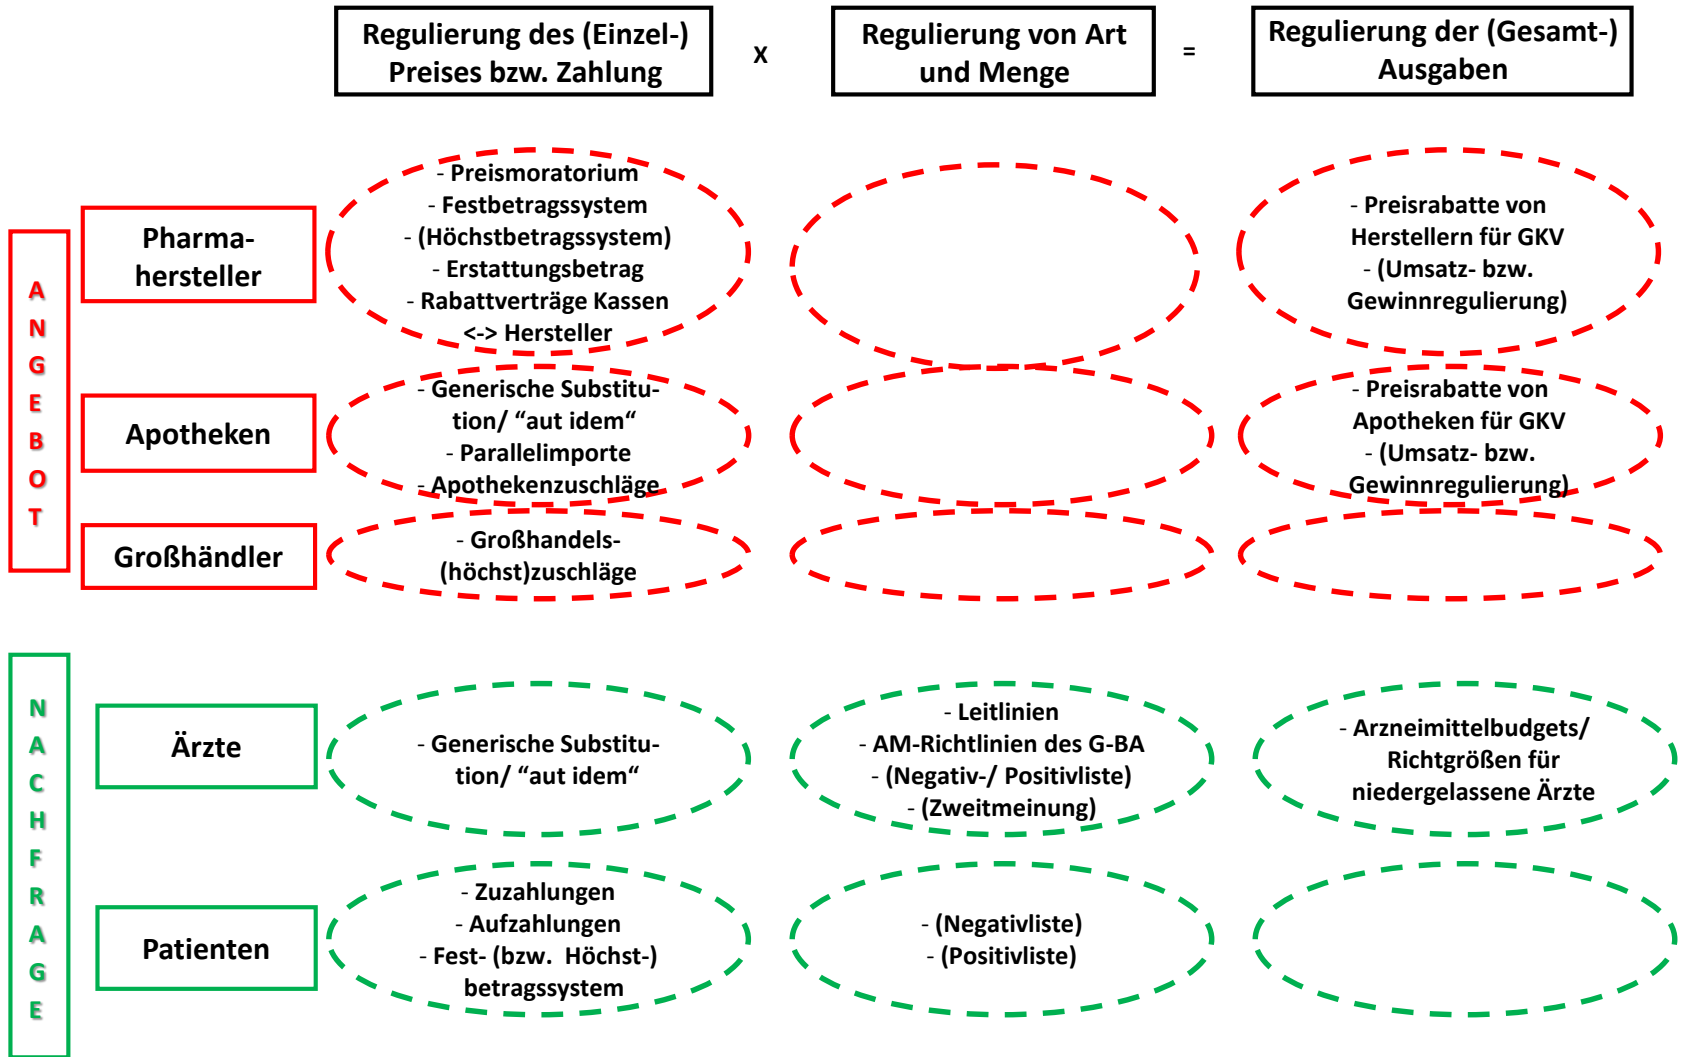 Regulierung des (Einzel-)
Preises bzw. Zahlung
x
Regulierung von Art
und Menge
=
Regulierung der (Gesamt-)
Ausgaben
ANGEBOT
Pharma-
hersteller
- Preismoratorium
- Festbetragssystem
- (Höchstbetragssystem)
- Erstattungsbetrag
- Rabattverträge Kassen
<-> Hersteller
- Preisrabatte von
Herstellern für GKV
- (Umsatz- bzw.
Gewinnregulierung)
Apotheken
- Generische Substitu-
tion/ “aut idem“
- Parallelimporte
- Apothekenzuschläge
- Preisrabatte von
Apotheken für GKV
- (Umsatz- bzw.
Gewinnregulierung)
Großhändler
- Großhandels-
(höchst)zuschläge
NACHFRAGE
Ärzte
- Generische Substitu-
tion/ “aut idem“
- Leitlinien
- AM-Richtlinien des G-BA
- (Negativ-/ Positivliste)
- (Zweitmeinung)
- Arzneimittelbudgets/
Richtgrößen für
niedergelassene Ärzte
Patienten
- Zuzahlungen
- Aufzahlungen
- Fest- (bzw. Höchst-)
betragssystem
- (Negativliste)
- (Positivliste)